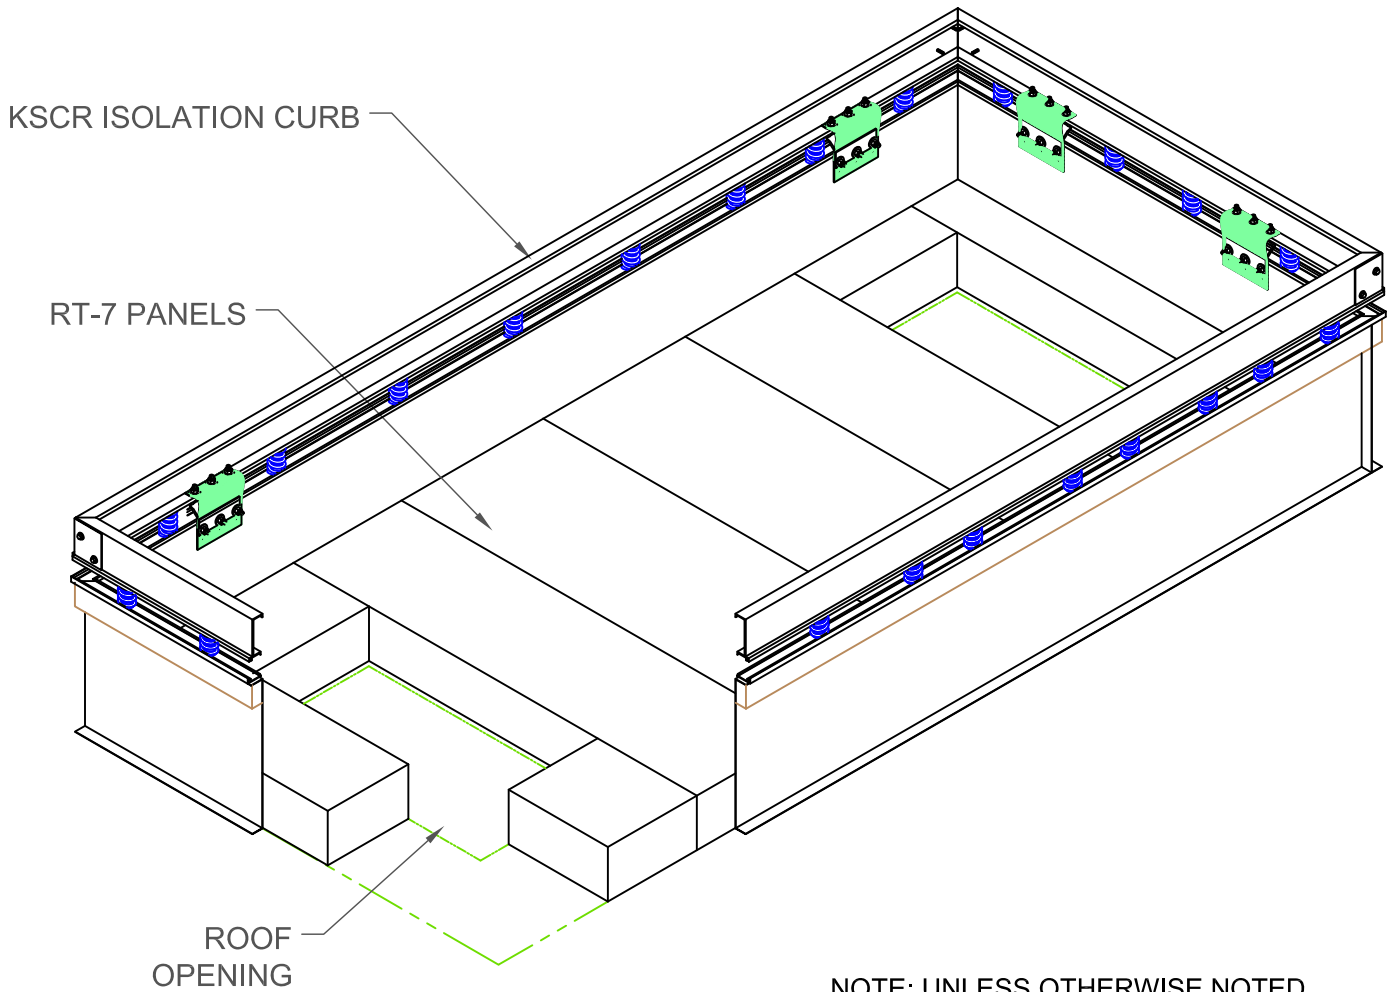 KSCR ISOLATION CURB
RT-7 PANELS
ROOF
OPENING
NOTE: UNLESS OTHERWISE NOTED